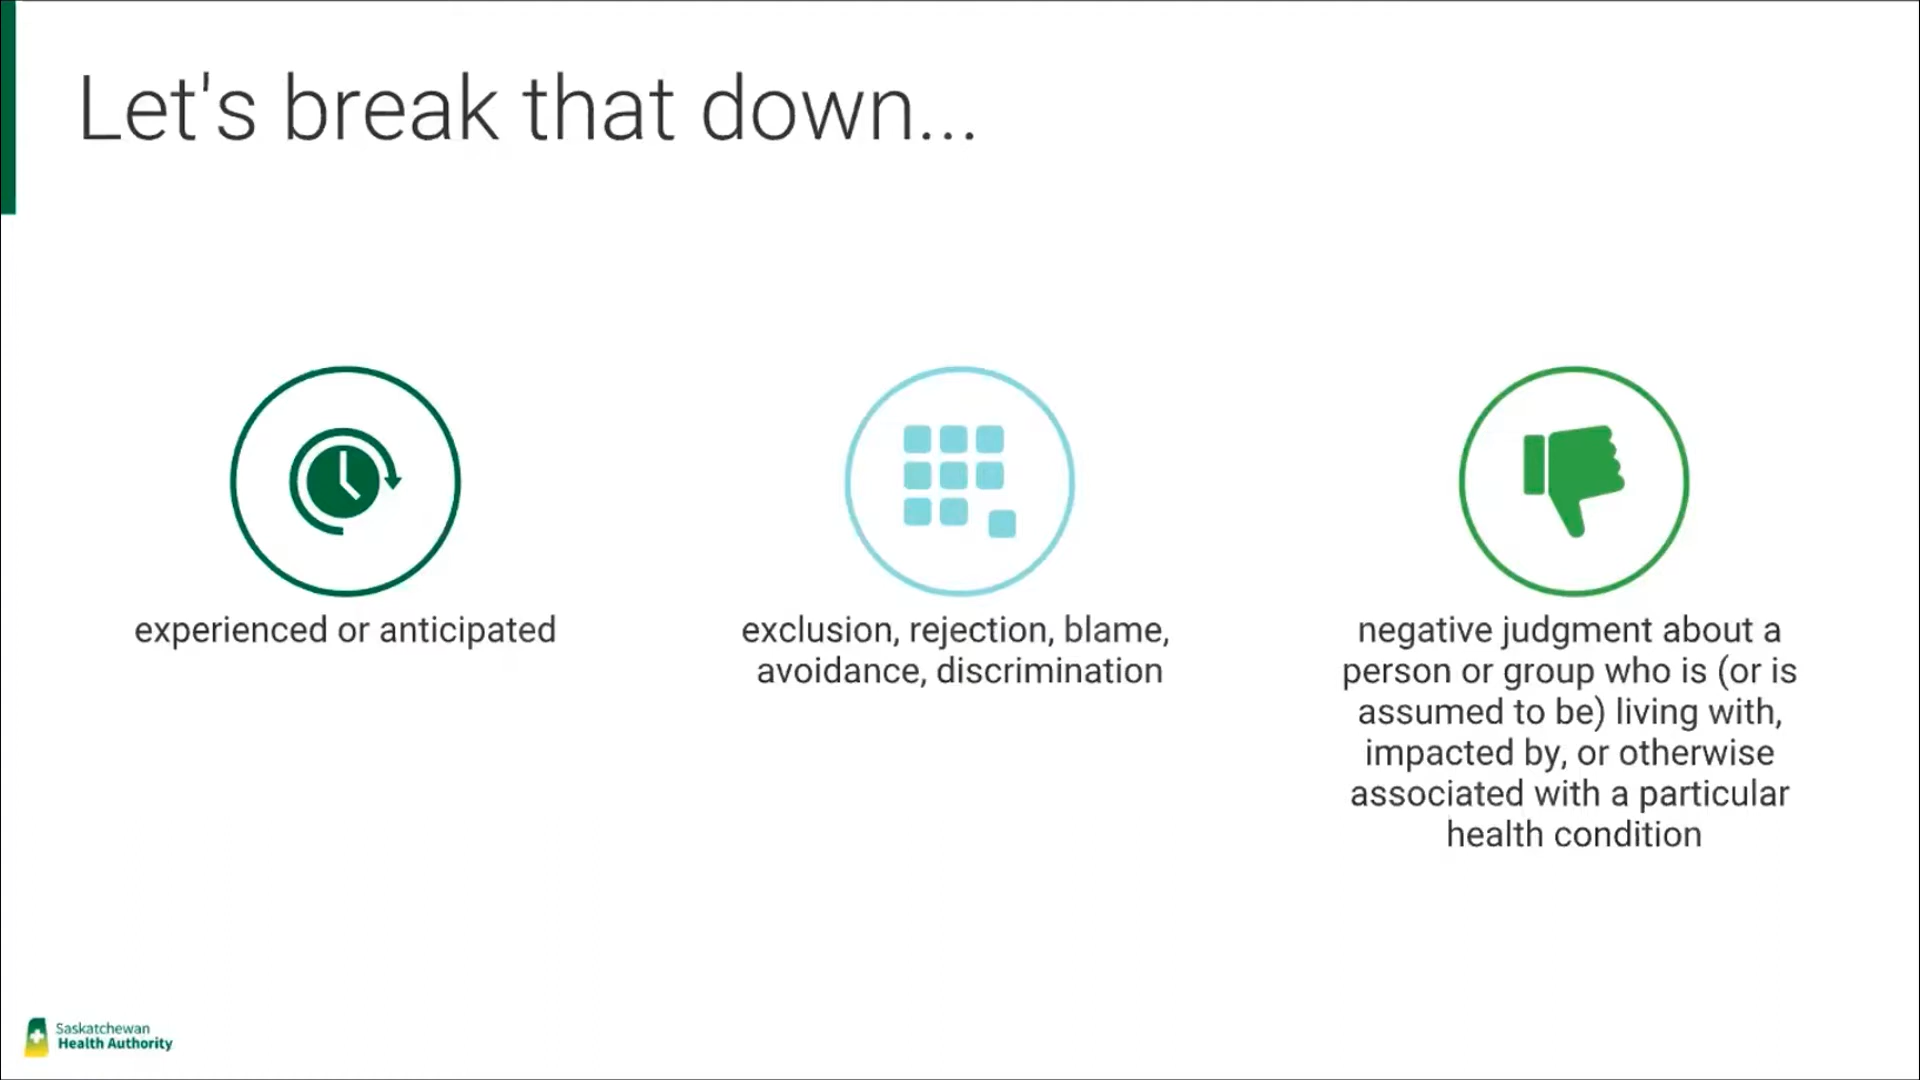 Let's break that down...
experienced or anticipated
exclusion, rejection, blame,
avoidance, discrimination
negative judgment about a
person or group who is (or is
assumed to be) living with,
impacted by, or otherwise
associated with a particular
health condition
Saskatchewan
Health Authority